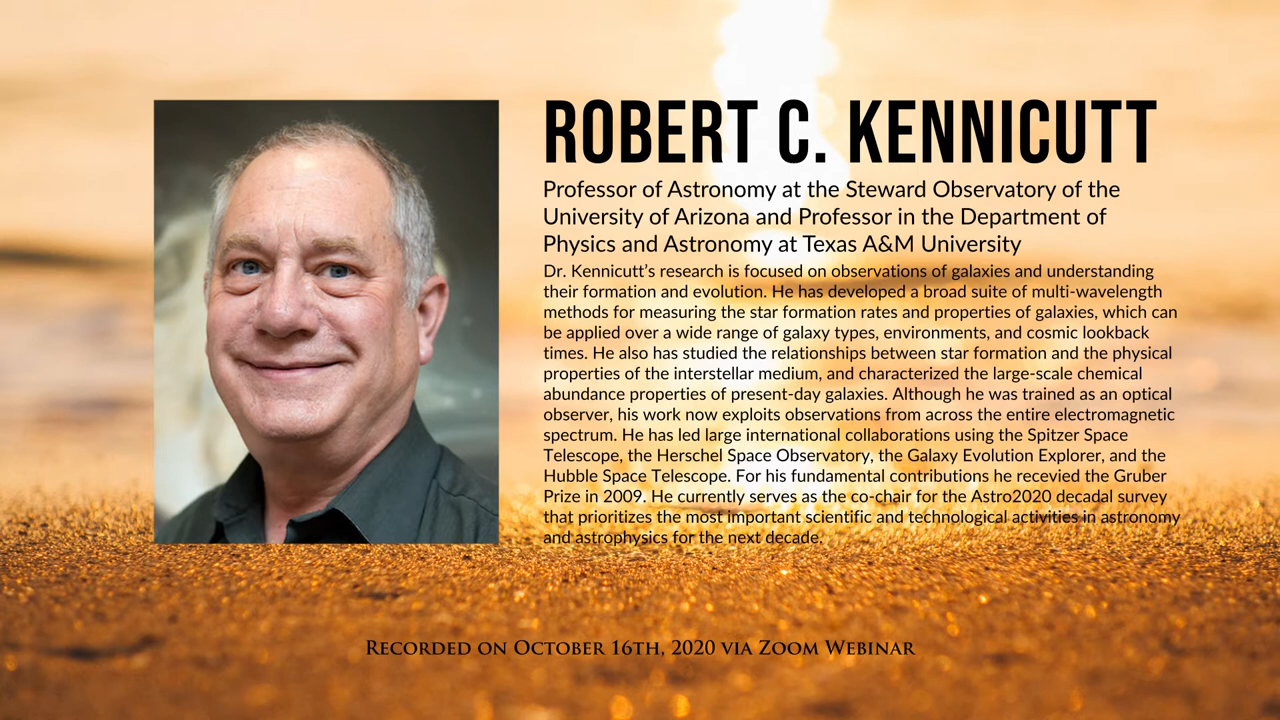 ROBERT C. KENNICUTT
Professor of Astronomy at the Steward Observatory of the
University of Arizona and Professor in the Department of
Physics and Astronomy at Texas A&M University
Dr. Kennicutt's research is focused on observations of galaxies and understanding
their formation and evolution. He has developed a broad suite of multi-wavelength
methods for measuring the star formation rates and properties of galaxies, which can
be applied over a wide range of galaxy types, environments, and cosmic lookback
times. He also has studied the relationships between star formation and the physical
properties of the interstellar medium, and characterized the large-scale chemical
abundance properties of present-day galaxies. Although he was trained as an optical
observer, his work now exploits observations from across the entire electromagnetic
spectrum. He has led large international collaborations using the Spitzer Space
Telescope, the Herschel Space Observatory, the Galaxy Evolution Explorer, and the
Hubble Space Telescope. For his fundamental contributions he recevied the Gruber
Prize in 2009. He currently serves as the co-chair for the Astro2020 decadal survey
that prioritizes the most important scientific and technological activities in astronomy
and astrophysics for the next decade.
Recorded on October 16th, 2020 via Zoom Webinar